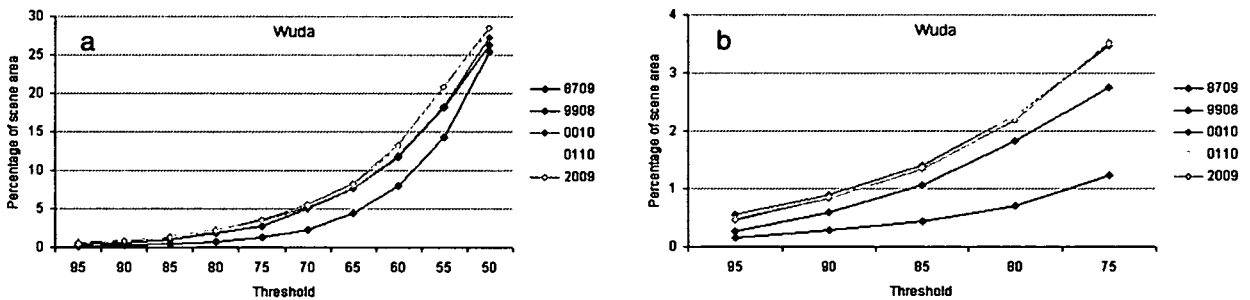 Wuda
a
Percentage of scene area
30
25
20
15
10
5
0
95 90 85 80 75 70 65 60 55 50
Threshold
8709
9908
0010
0110
2009
Wuda
b
Percentage of scene area
4
3
2
1
0
95 90 85 80 75
Threshold
8709
9908
0010
0110
2009